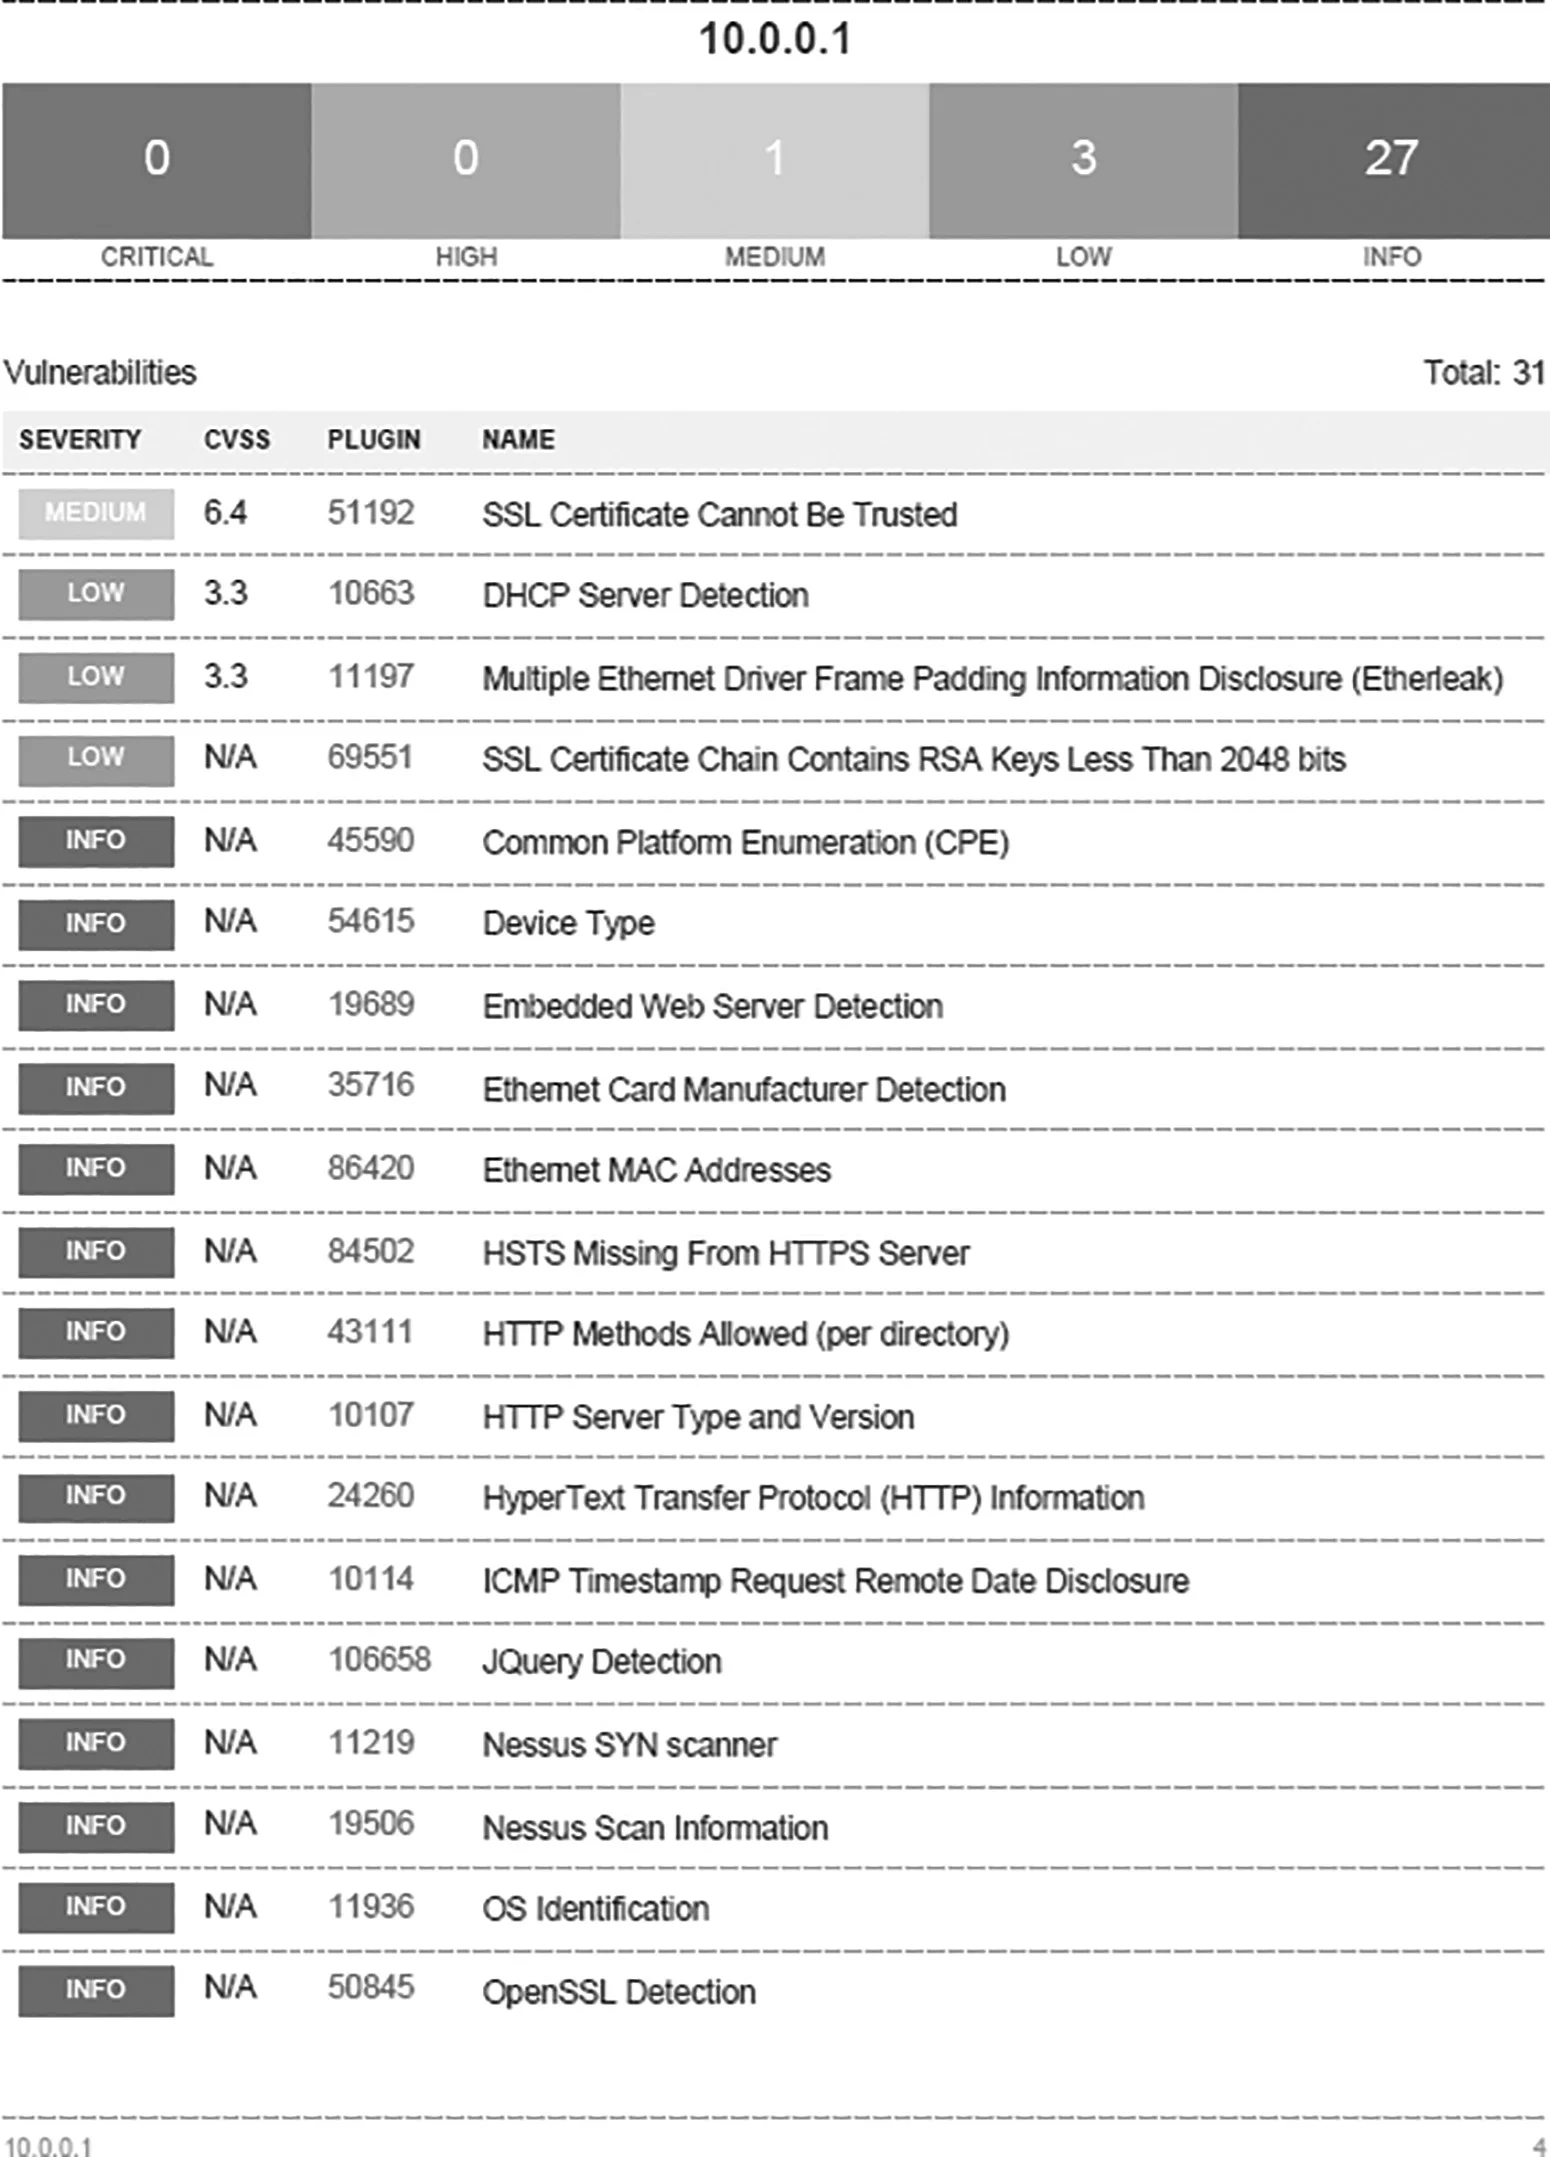 10.0.0.1
0 0 1 3 27
CRITICAL HIGH MEDIUM LOW INFO
Vulnerabilities Total: 31
SEVERITY CVSS PLUGIN NAME
MEDIUM 6.4 51192 SSL Certificate Cannot Be Trusted
LOW 3.3 10663 DHCP Server Detection
LOW 3.3 11197 Multiple Ethernet Driver Frame Padding Information Disclosure (Etherleak)
LOW N/A 69551 SSL Certificate Chain Contains RSA Keys Less Than 2048 bits
INFO N/A 45590 Common Platform Enumeration (CPE)
INFO N/A 54615 Device Type
INFO N/A 19689 Embedded Web Server Detection
INFO N/A 35716 Ethernet Card Manufacturer Detection
INFO N/A 86420 Ethernet MAC Addresses
INFO N/A 84502 HSTS Missing From HTTPS Server
INFO N/A 43111 HTTP Methods Allowed (per directory)
INFO N/A 10107 HTTP Server Type and Version
INFO N/A 24260 HyperText Transfer Protocol (HTTP) Information
INFO N/A 10114 ICMP Timestamp Request Remote Date Disclosure
INFO N/A 106658 JQuery Detection
INFO N/A 11219 Nessus SYN scanner
INFO N/A 19506 Nessus Scan Information
INFO N/A 11936 OS Identification
INFO N/A 50845 OpenSSL Detection
10.0.0.1 4